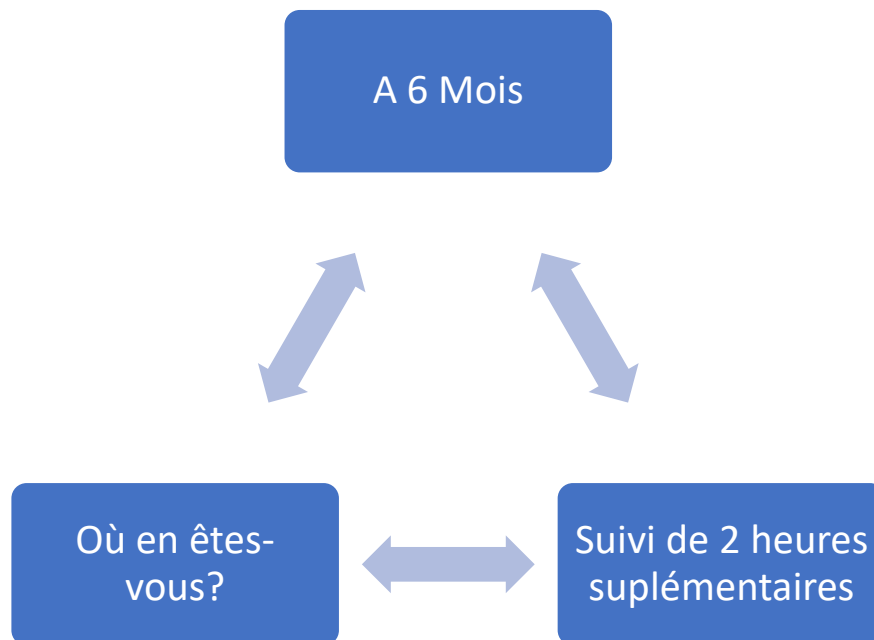 A 6 Mois
Où en êtes-
vous?
Suivi de 2 heures
suplémentaires